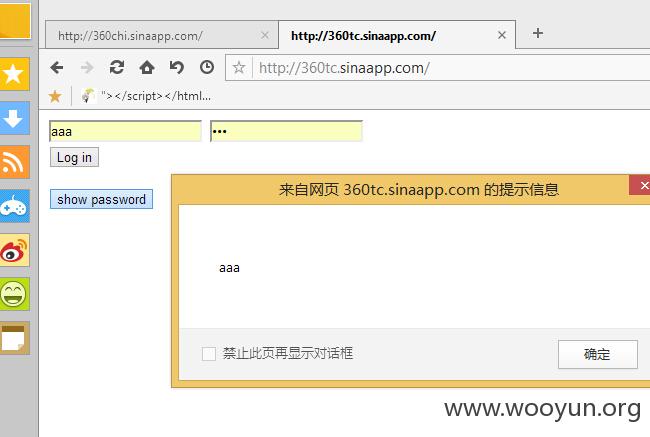 http://360chi.sinaapp.com/
http://360tc.sinaapp.com/
http://360tc.sinaapp.com/
"></script></html...
aaa
•••
Log in
show password
来自网页 360tc.sinaapp.com 的提示信息
aaa
禁止此页再显示对话框
确定
www.wooyun.org